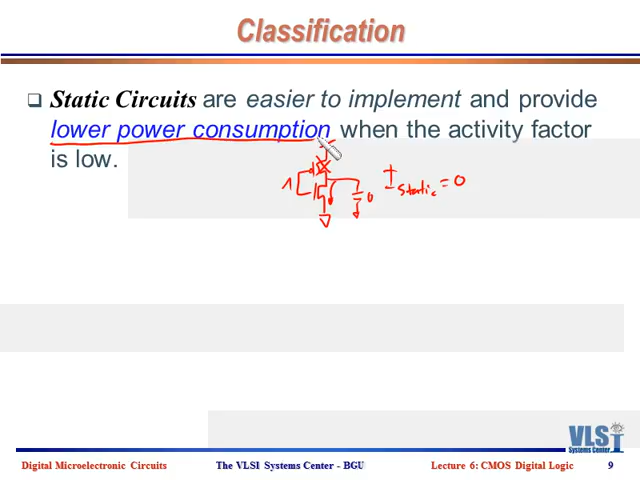 Classification
Static Circuits are easier to implement and provide
lower power consumption when the activity factor
is low.
1
0
Static = 0
VLSI
Systems Center
Digital Microelectronic Circuits The VLSI Systems Center - BGU Lecture 6: CMOS Digital Logic 9